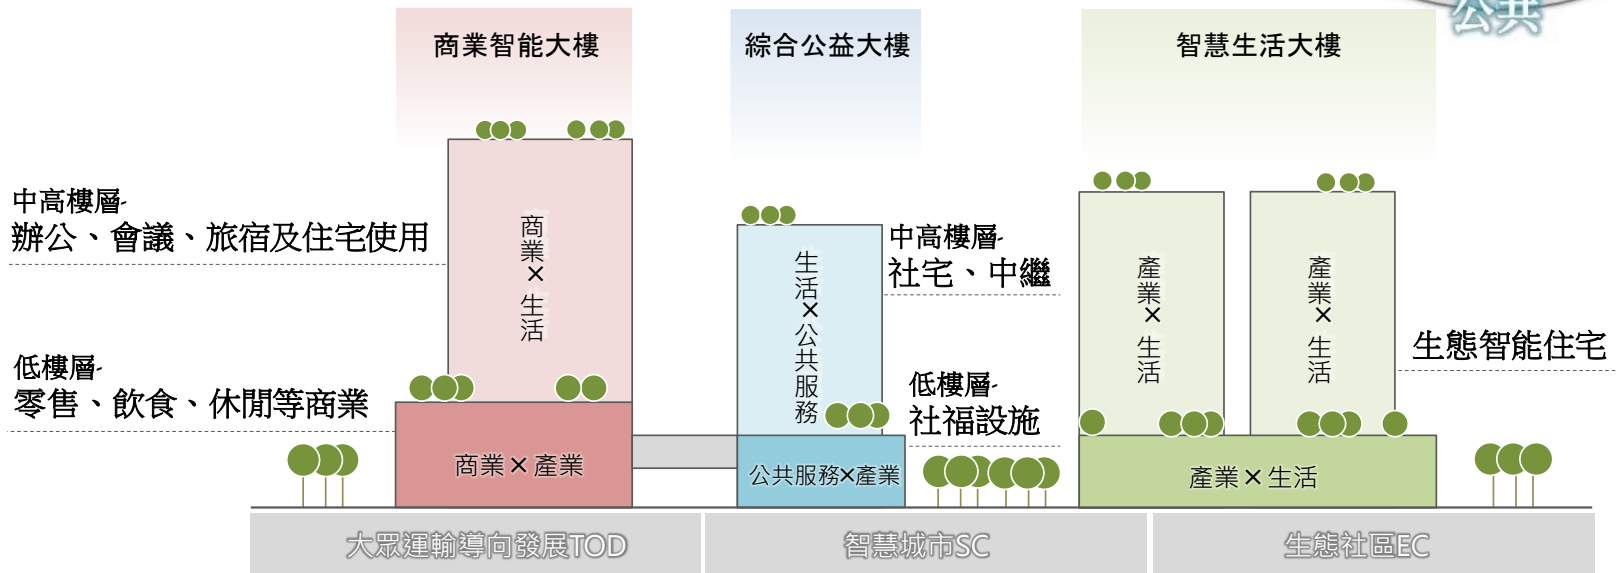 公共
商業智能大樓
綜合公益大樓
智慧生活大樓
中高樓層-
辦公、會議、旅宿及住宅使用
低樓層-
零售、飲食、休閒等商業
商業×生活
商業×產業
生活×公共服務
公共服務×產業
中高樓層-
社宅、中繼
低樓層-
社福設施
產業×生活
產業×生活
產業×生活
生態智能住宅
大眾運輸導向發展TOD
智慧城市SC
生態社區EC